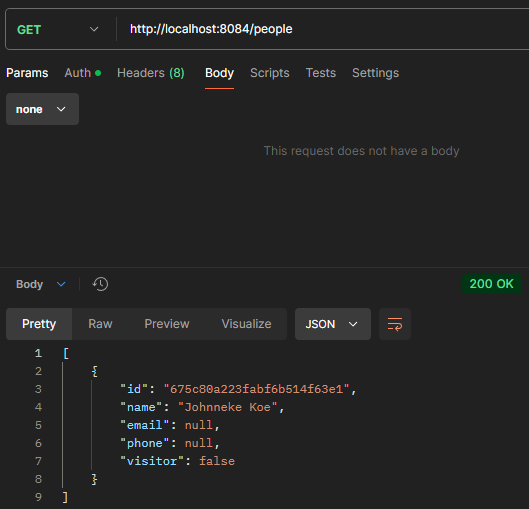 GET http://localhost:8084/people
Params Auth Headers (8) Body Scripts Tests Settings
none
This request does not have a body
Body 200 OK
Pretty Raw Preview Visualize JSON
1 [
2 {
3 "id": "675c80a223fabf6b514f63e1",
4 "name": "Johnneke Koe",
5 "email": null,
6 "phone": null,
7 "visitor": false
8 }
9 ]